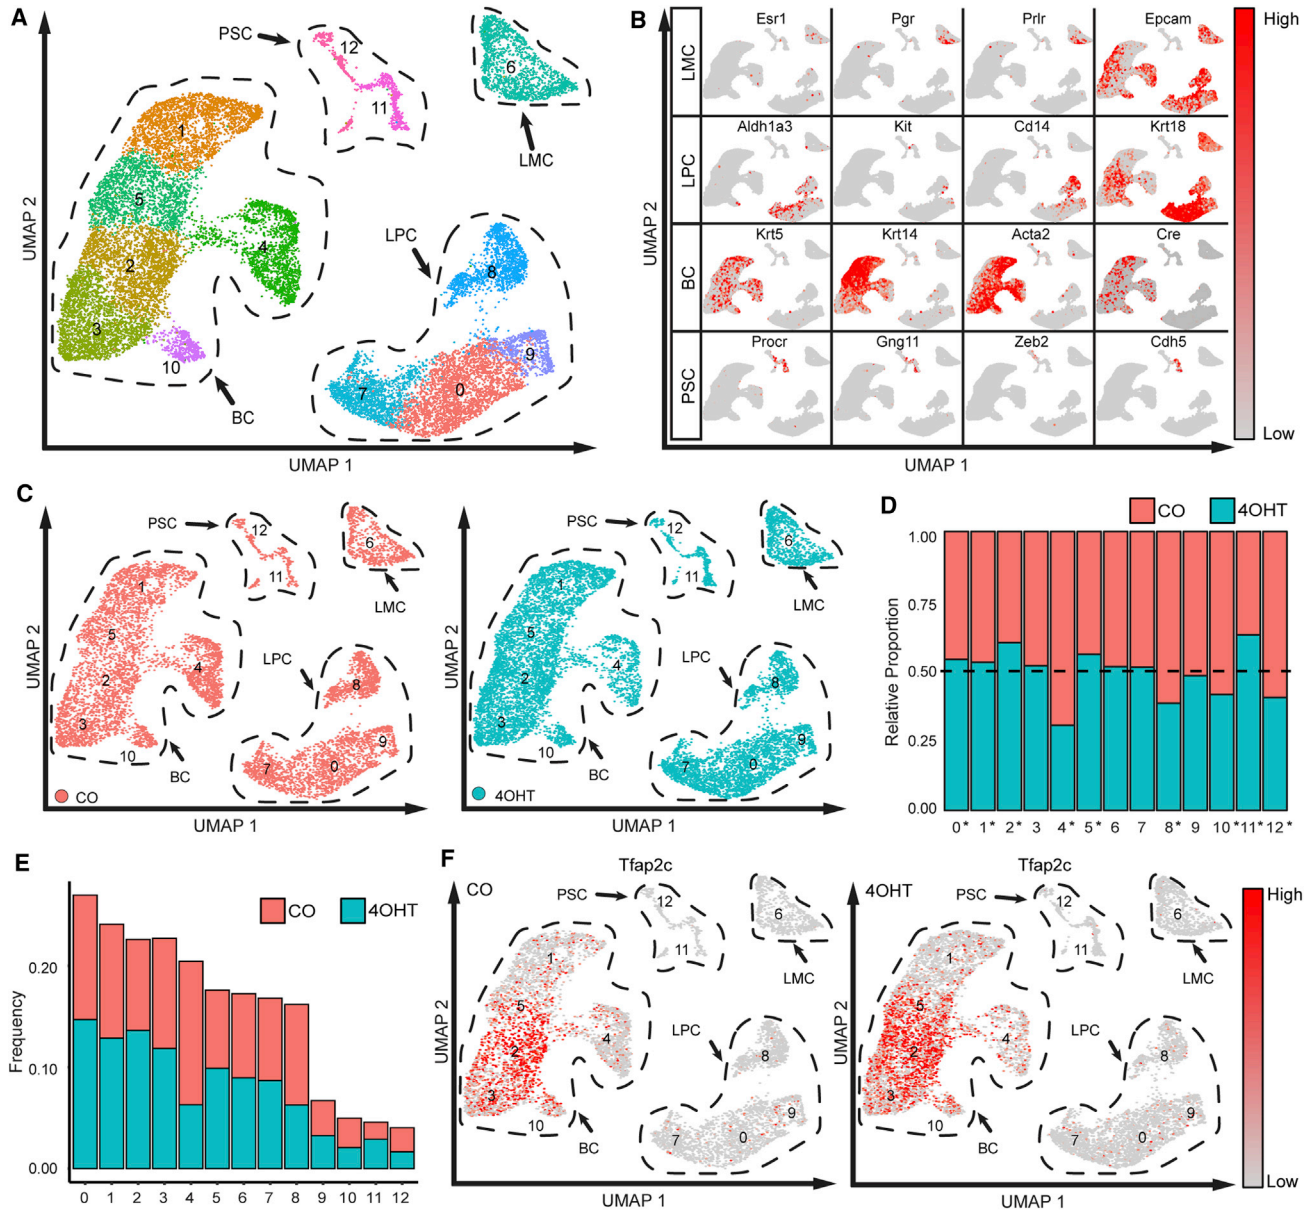 A
PSC
12
11
6
LMC
1
5
2
3
4
10
BC
LPC
8
9
7
0
UMAP 2
UMAP 1
B
LMC
Esr1 Pgr Prlr Epcam
LPC
Aldh1a3 Kit Cd14 Krt18
BC
Krt5 Krt14 Acta2 Cre
PSC
Procr Gng11 Zeb2 Cdh5
UMAP 2
UMAP 1
High
Low
C
PSC
12
11
6
LMC
1
5
2
3
4
10
BC
LPC
8
9
7
0
CO
UMAP 2
UMAP 1
PSC
12
11
6
LMC
1
5
2
3
4
10
BC
LPC
8
9
7
0
4OHT
UMAP 2
UMAP 1
D
CO 4OHT
Relative Proportion
1.00
0.75
0.50
0.25
0.00
0* 1* 2* 3 4* 5* 6 7 8* 9 10* 11* 12*
E
CO 4OHT
Frequency
0.20
0.10
0.00
0 1 2 3 4 5 6 7 8 9 10 11 12
F
CO
Tfap2c
PSC
12
11
6
LMC
1
5
2
3
4
10
BC
LPC
8
9
7
0
UMAP 2
UMAP 1
4OHT
Tfap2c
PSC
12
11
6
LMC
1
5
2
3
4
10
BC
LPC
8
9
7
0
UMAP 2
UMAP 1
High
Low